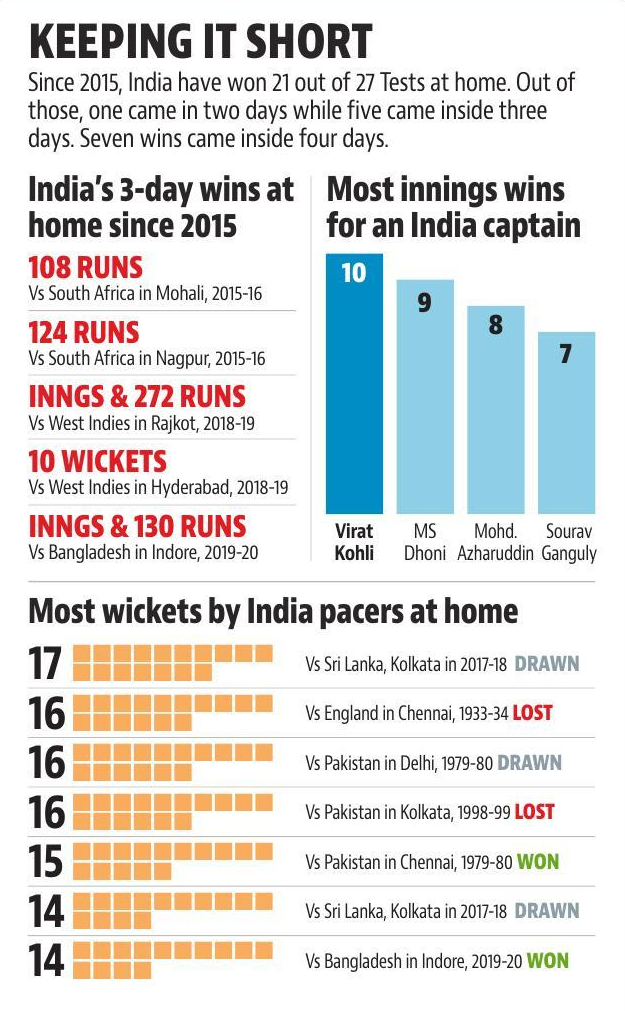 KEEPING IT SHORT
Since 2015, India have won 21 out of 27 Tests at home. Out of
those, one came in two days while five came inside three
days. Seven wins came inside four days.
India's 3-day wins at
home since 2015
108 RUNS
Vs South Africa in Mohali, 2015-16
124 RUNS
Vs South Africa in Nagpur, 2015-16
INNGS & 272 RUNS
Vs West Indies in Rajkot, 2018-19
10 WICKETS
Vs West Indies in Hyderabad, 2018-19
INNGS & 130 RUNS
Vs Bangladesh in Indore, 2019-20
Most innings wins
for an India captain
10
9
8
7
Virat
Kohli
MS
Dhoni
Mohd.
Azharuddin
Sourav
Ganguly
Most wickets by India pacers at home
17 Vs Sri Lanka, Kolkata in 2017-18 DRAWN
16 Vs England in Chennai, 1933-34 LOST
16 Vs Pakistan in Delhi, 1979-80 DRAWN
16 Vs Pakistan in Kolkata, 1998-99 LOST
15 Vs Pakistan in Chennai, 1979-80 WON
14 Vs Sri Lanka, Kolkata in 2017-18 DRAWN
14 Vs Bangladesh in Indore, 2019-20 WON